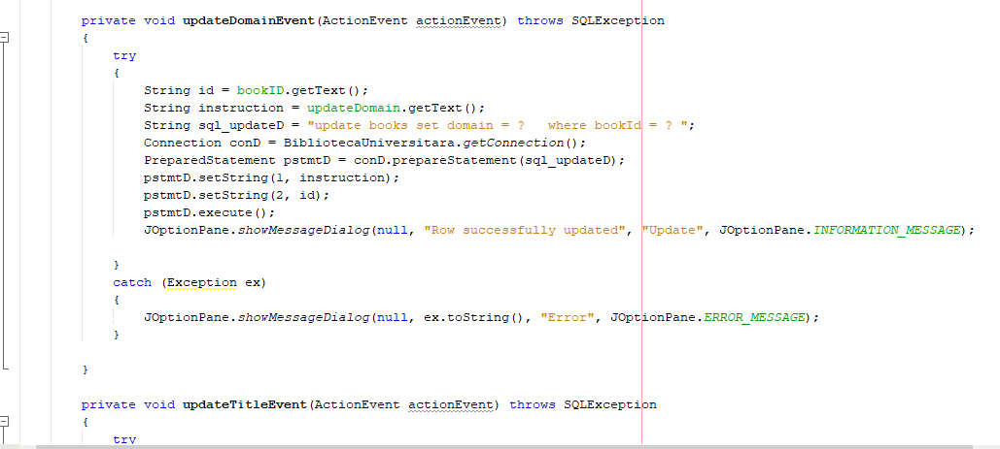 private void updateDomainEvent(ActionEvent actionEvent) throws SQLException
{
try
{
String id = bookID.getText();
String instruction = updateDomain.getText();
String sql_updateD = "update books set domain = ?   where bookId = ? ";
Connection conD = BibliotecaUniversitara.getConnection();
PreparedStatement pstmtD = conD.prepareStatement(sql_updateD);
pstmtD.setString(1, instruction);
pstmtD.setString(2, id);
pstmtD.execute();
JOptionPane.showMessageDialog(null, "Row successfully updated", "Update", JOptionPane.INFORMATION_MESSAGE);
}
catch (Exception ex)
{
JOptionPane.showMessageDialog(null, ex.toString(), "Error", JOptionPane.ERROR_MESSAGE);
}
}
private void updateTitleEvent(ActionEvent actionEvent) throws SQLException
{
try